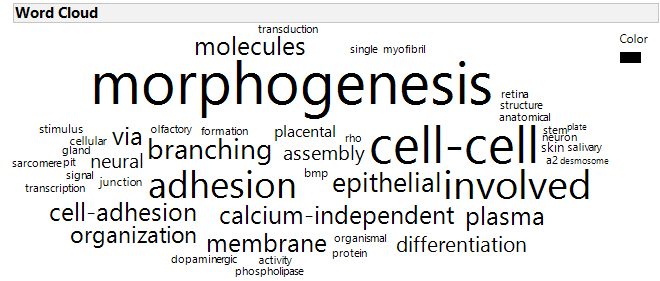 Word Cloud
transduction
molecules
single myofibril
Color
morphogenesis
retina
structure
anatomical
stimulus
olfactory
formation
placental
rho
cell-cell
stem
plate
neuron
cellular
via
branching
assembly
skin
salivary
gland
sarcomere
pit
neural
a2
desmosome
signal
transcription
junction
adhesion
bmp
epithelial
involved
cell-adhesion
calcium-independent
plasma
organization
membrane
organismal
protein
differentiation
dopaminergic
activity
phospholipase